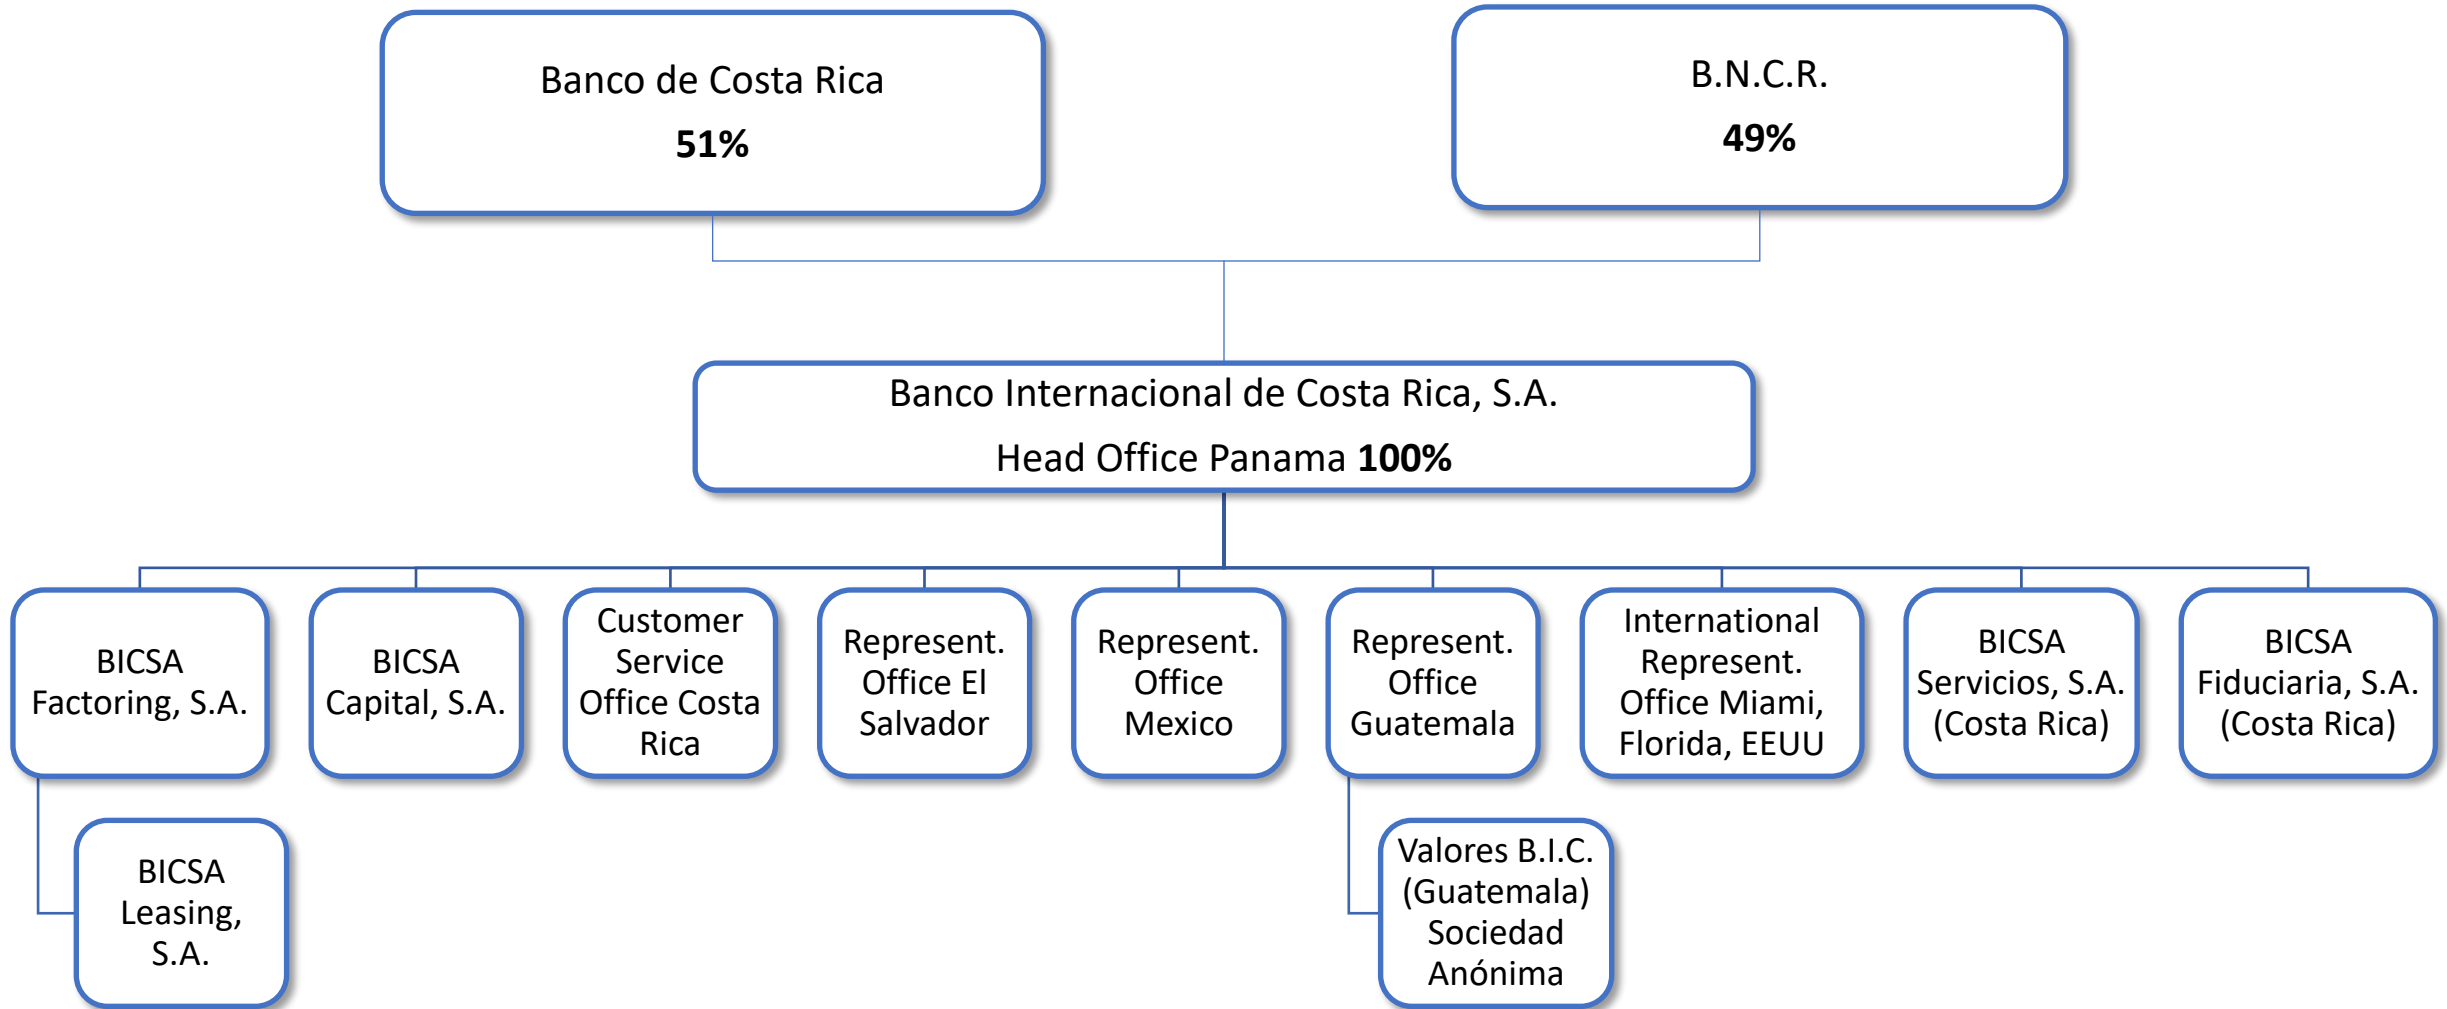 Banco de Costa Rica
51%
B.N.C.R.
49%
Banco Internacional de Costa Rica, S.A.
Head Office Panama 100%
BICSA
Factoring, S.A.
BICSA
Capital, S.A.
Customer
Service
Office Costa
Rica
Represent.
Office El
Salvador
Represent.
Office
Mexico
Represent.
Office
Guatemala
International
Represent.
Office Miami,
Florida, EEUU
BICSA
Servicios, S.A.
(Costa Rica)
BICSA
Fiduciaria, S.A.
(Costa Rica)
BICSA
Leasing,
S.A.
Valores B.I.C.
(Guatemala)
Sociedad
Anónima